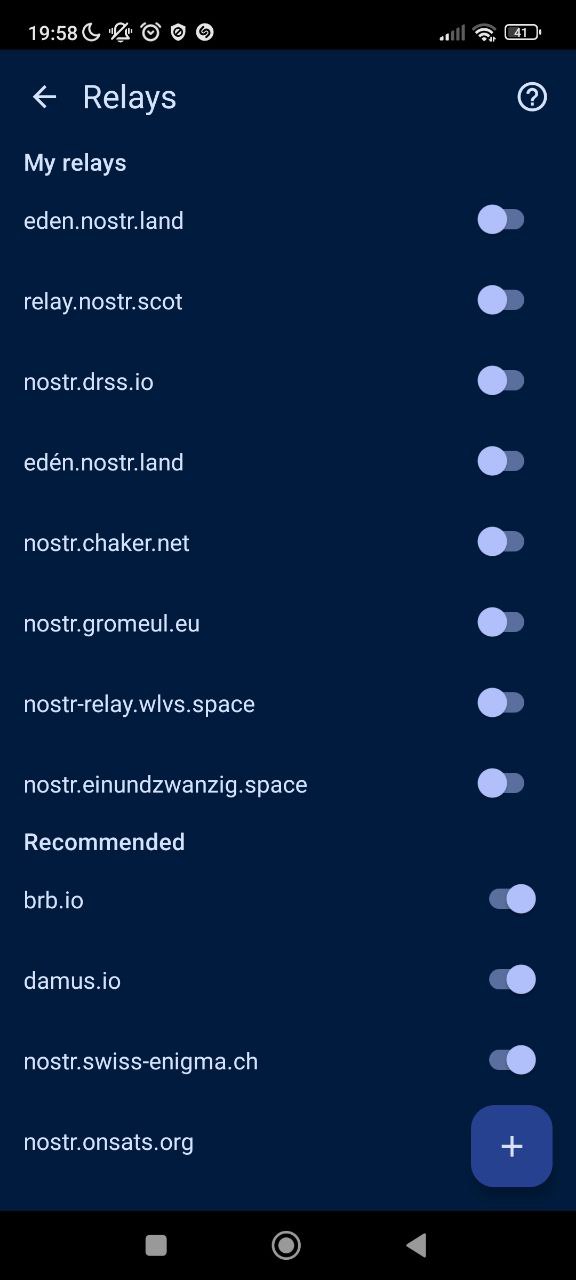 19:58
41
Relays
My relays
eden.nostr.land
relay.nostr.scot
nostr.drss.io
edén.nostr.land
nostr.chaker.net
nostr.gromeul.eu
nostr-relay.wlvs.space
nostr.einundzwanzig.space
Recommended
brb.io
damus.io
nostr.swiss-enigma.ch
nostr.onsats.org